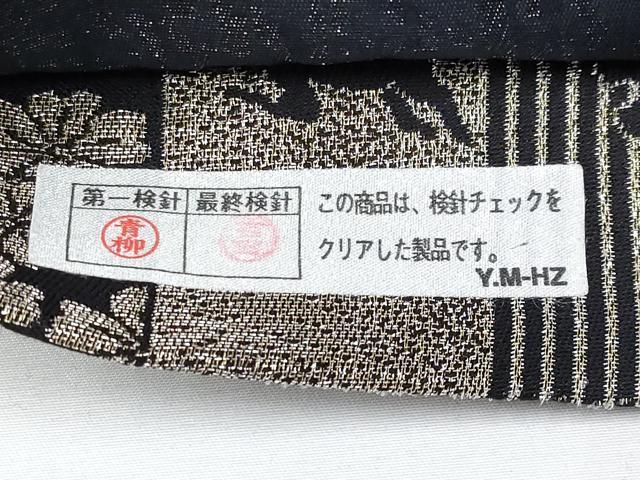 第一検針 最終検針
青柳
この商品は、検針チェックを
クリアした製品です。
Y.M-HZ